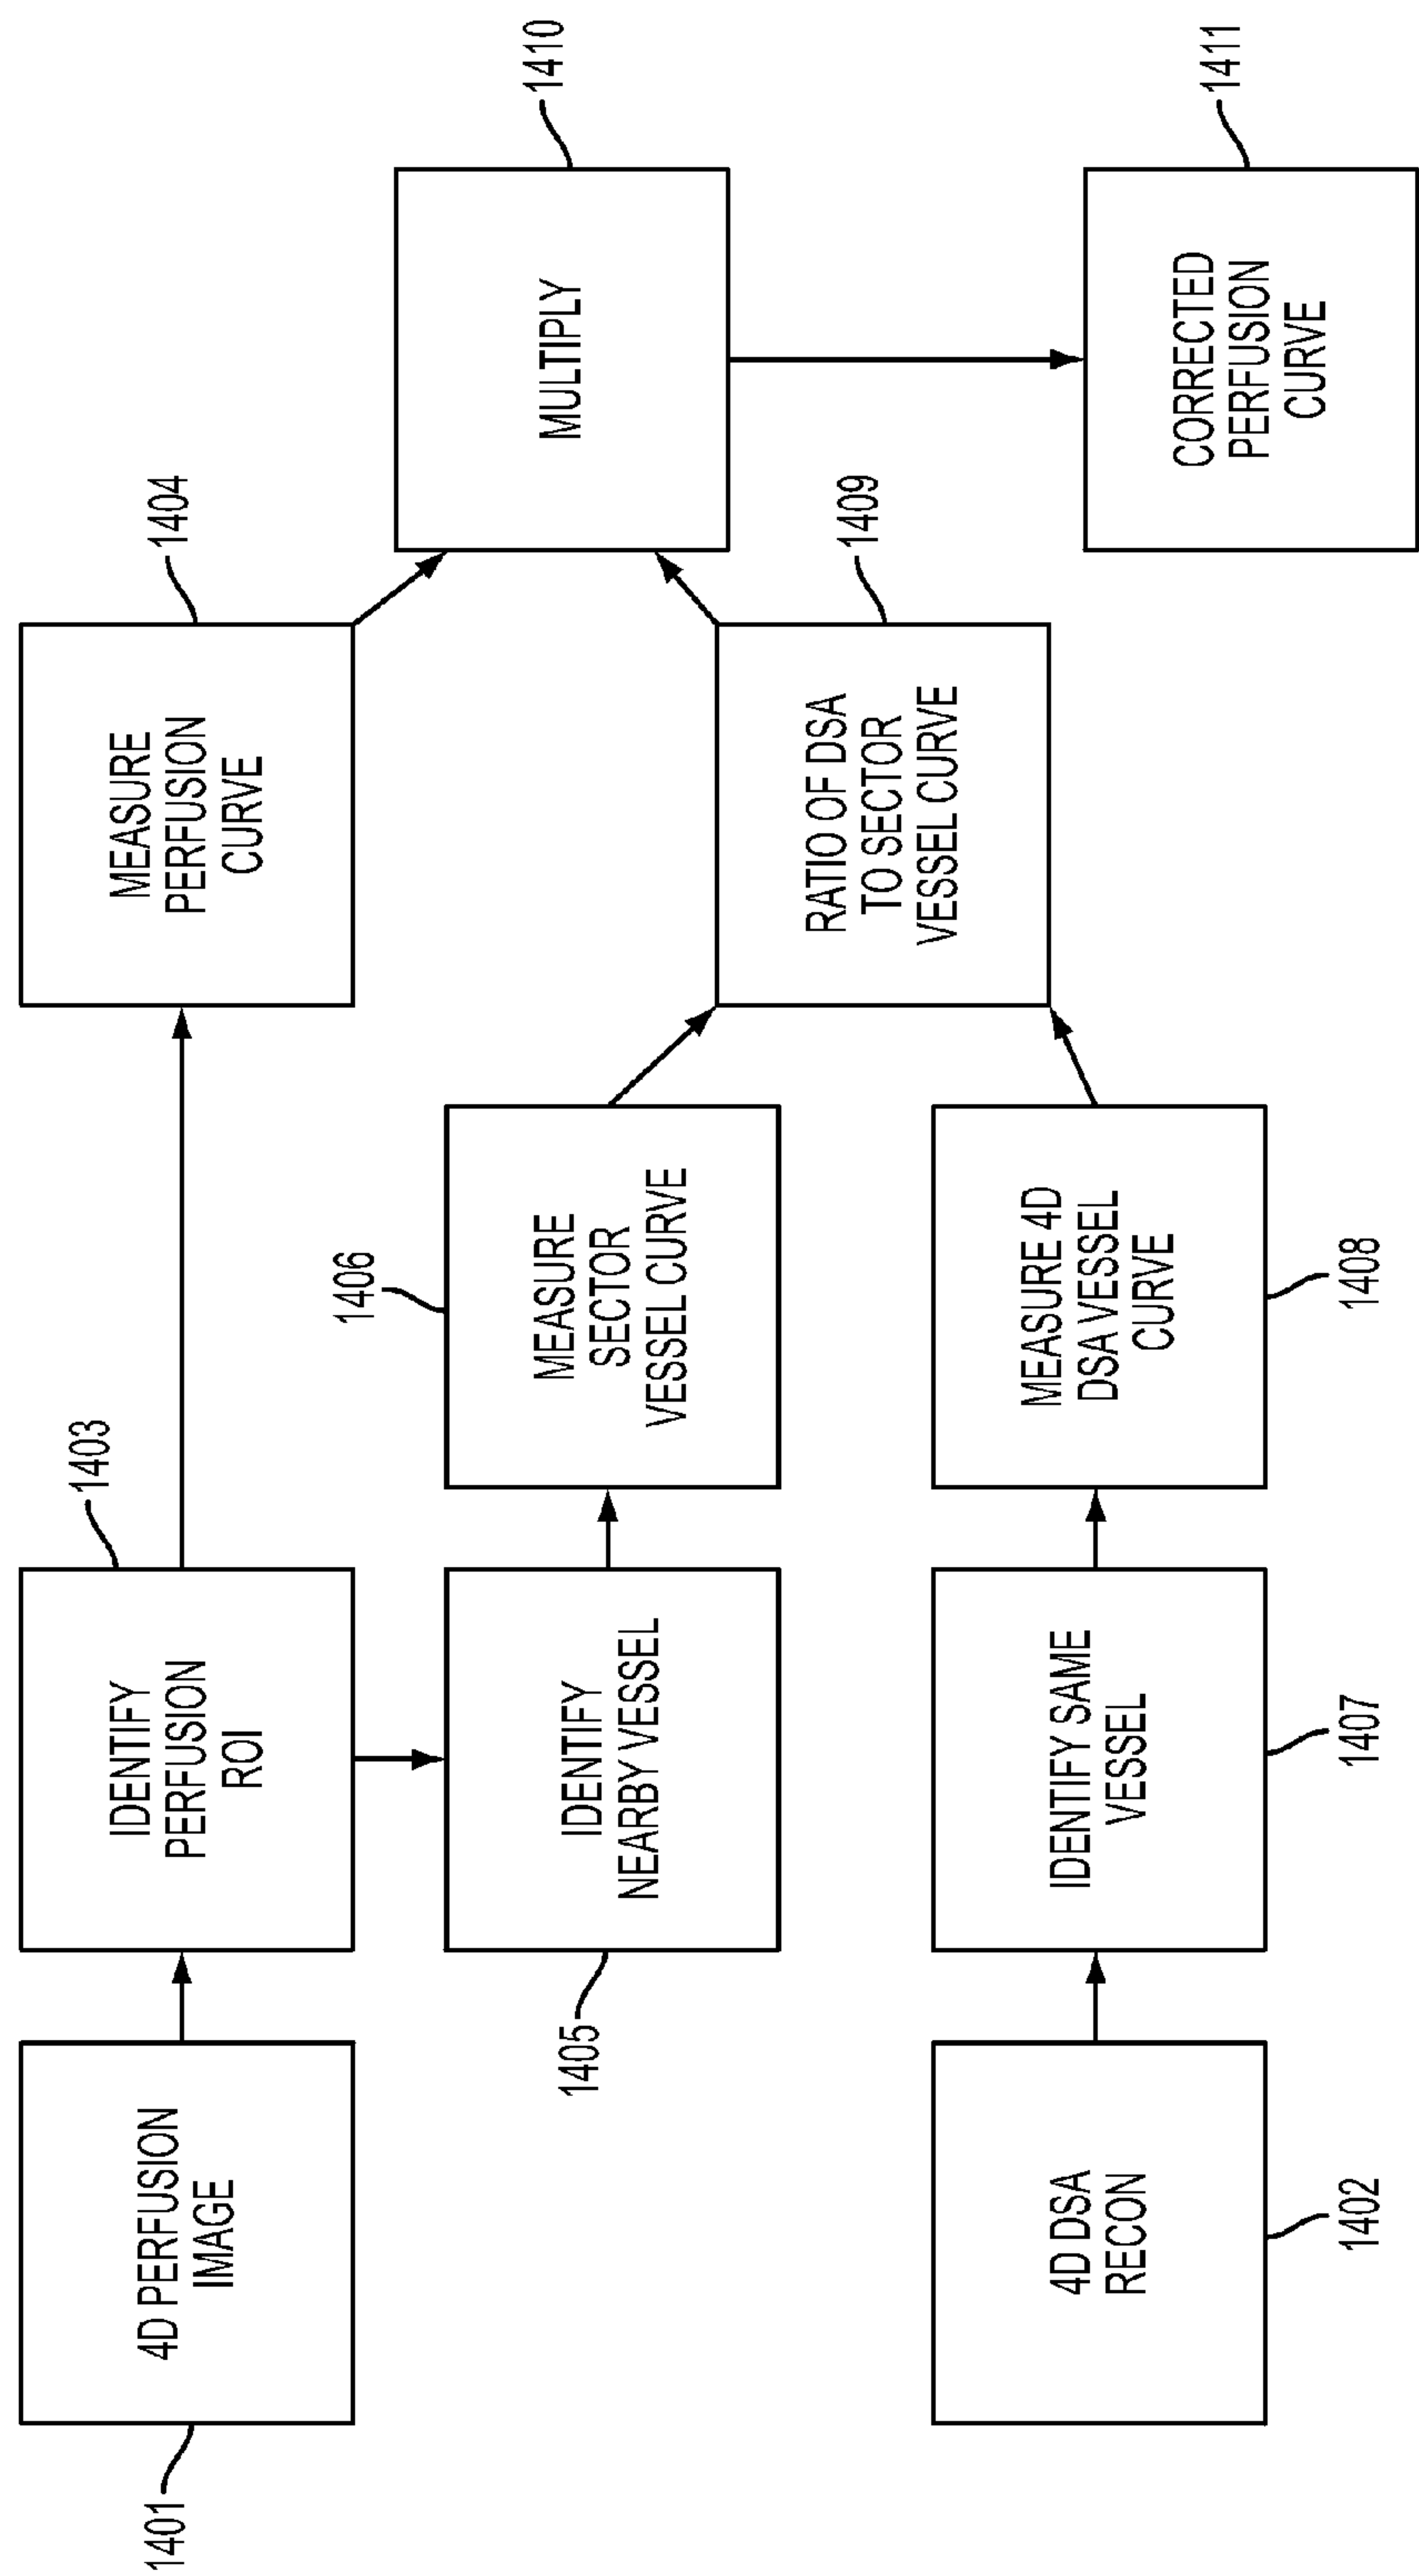 1401
4D PERFUSION
IMAGE
1403
IDENTIFY
PERFUSION
ROI
1404
MEASURE
PERFUSION
CURVE
1405
IDENTIFY
NEARBY VESSEL
1406
MEASURE
SECTOR
VESSEL CURVE
1410
MULTIPLY
1402
4D DSA
RECON
1407
IDENTIFY SAME
VESSEL
1408
MEASURE 4D
DSA VESSEL
CURVE
1409
RATIO OF DSA
TO SECTOR
VESSEL CURVE
1411
CORRECTED
PERFUSION
CURVE